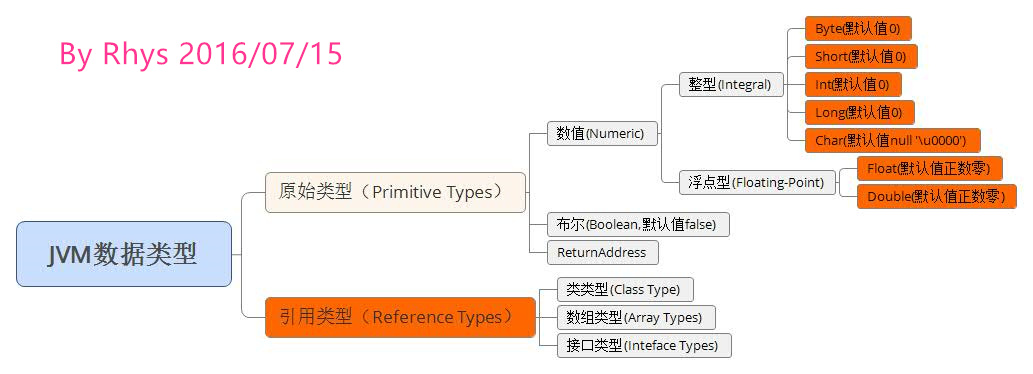 By Rhys 2016/07/15
JVM数据类型
原始类型（Primitive Types）
数值(Numeric)
整型(Integral)
Byte(默认值0)
Short(默认值0)
Int(默认值0)
Long(默认值0)
Char(默认值null '\u0000')
浮点型(Floating-Point)
Float(默认值正数零)
Double(默认值正数零)
布尔(Boolean,默认值false)
ReturnAddress
引用类型（Reference Types）
类类型(Class Type)
数组类型(Array Types)
接口类型(Inteface Types)